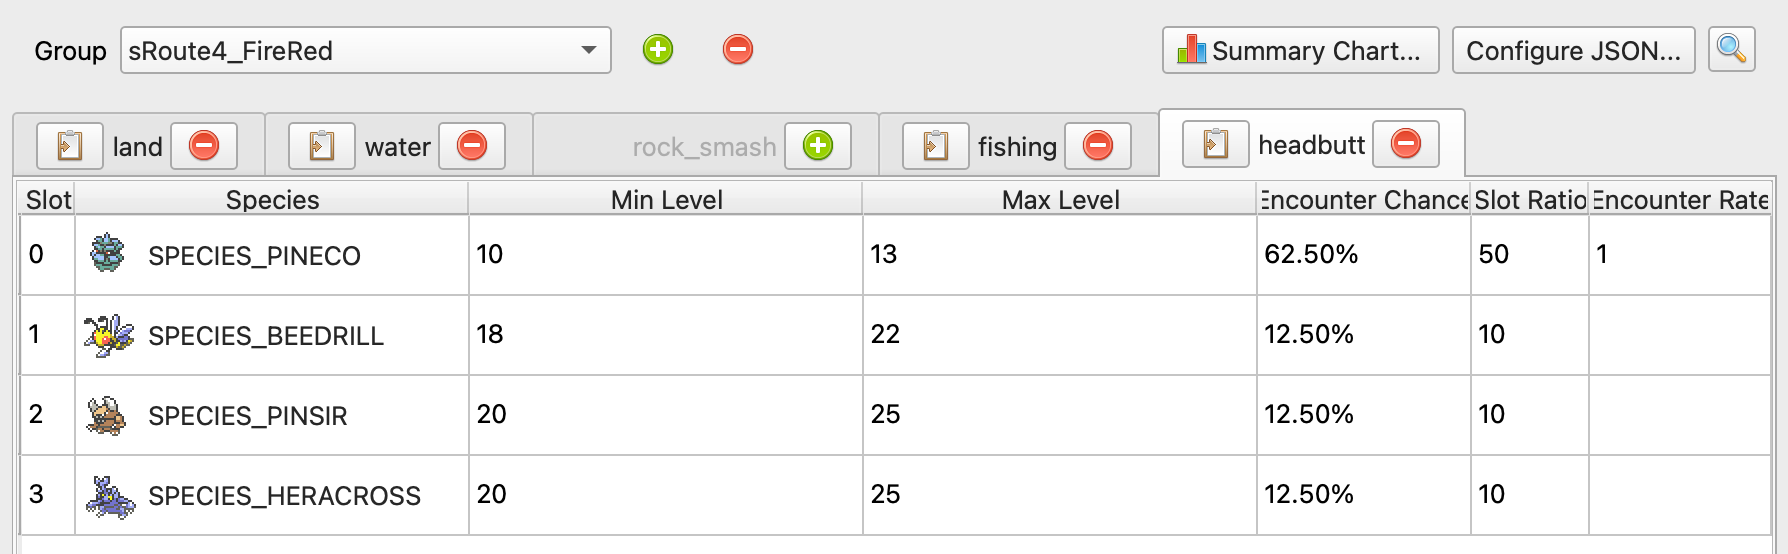 Group sRoute4_FireRed Summary Chart... Configure JSON...
land water rock_smash fishing headbutt
Slot Species Min Level Max Level Encounter Chance Slot Ratio Encounter Rate
0 SPECIES_PINECO 10 13 62.50% 50 1
1 SPECIES_BEEDRILL 18 22 12.50% 10
2 SPECIES_PINSIR 20 25 12.50% 10
3 SPECIES_HERACROSS 20 25 12.50% 10